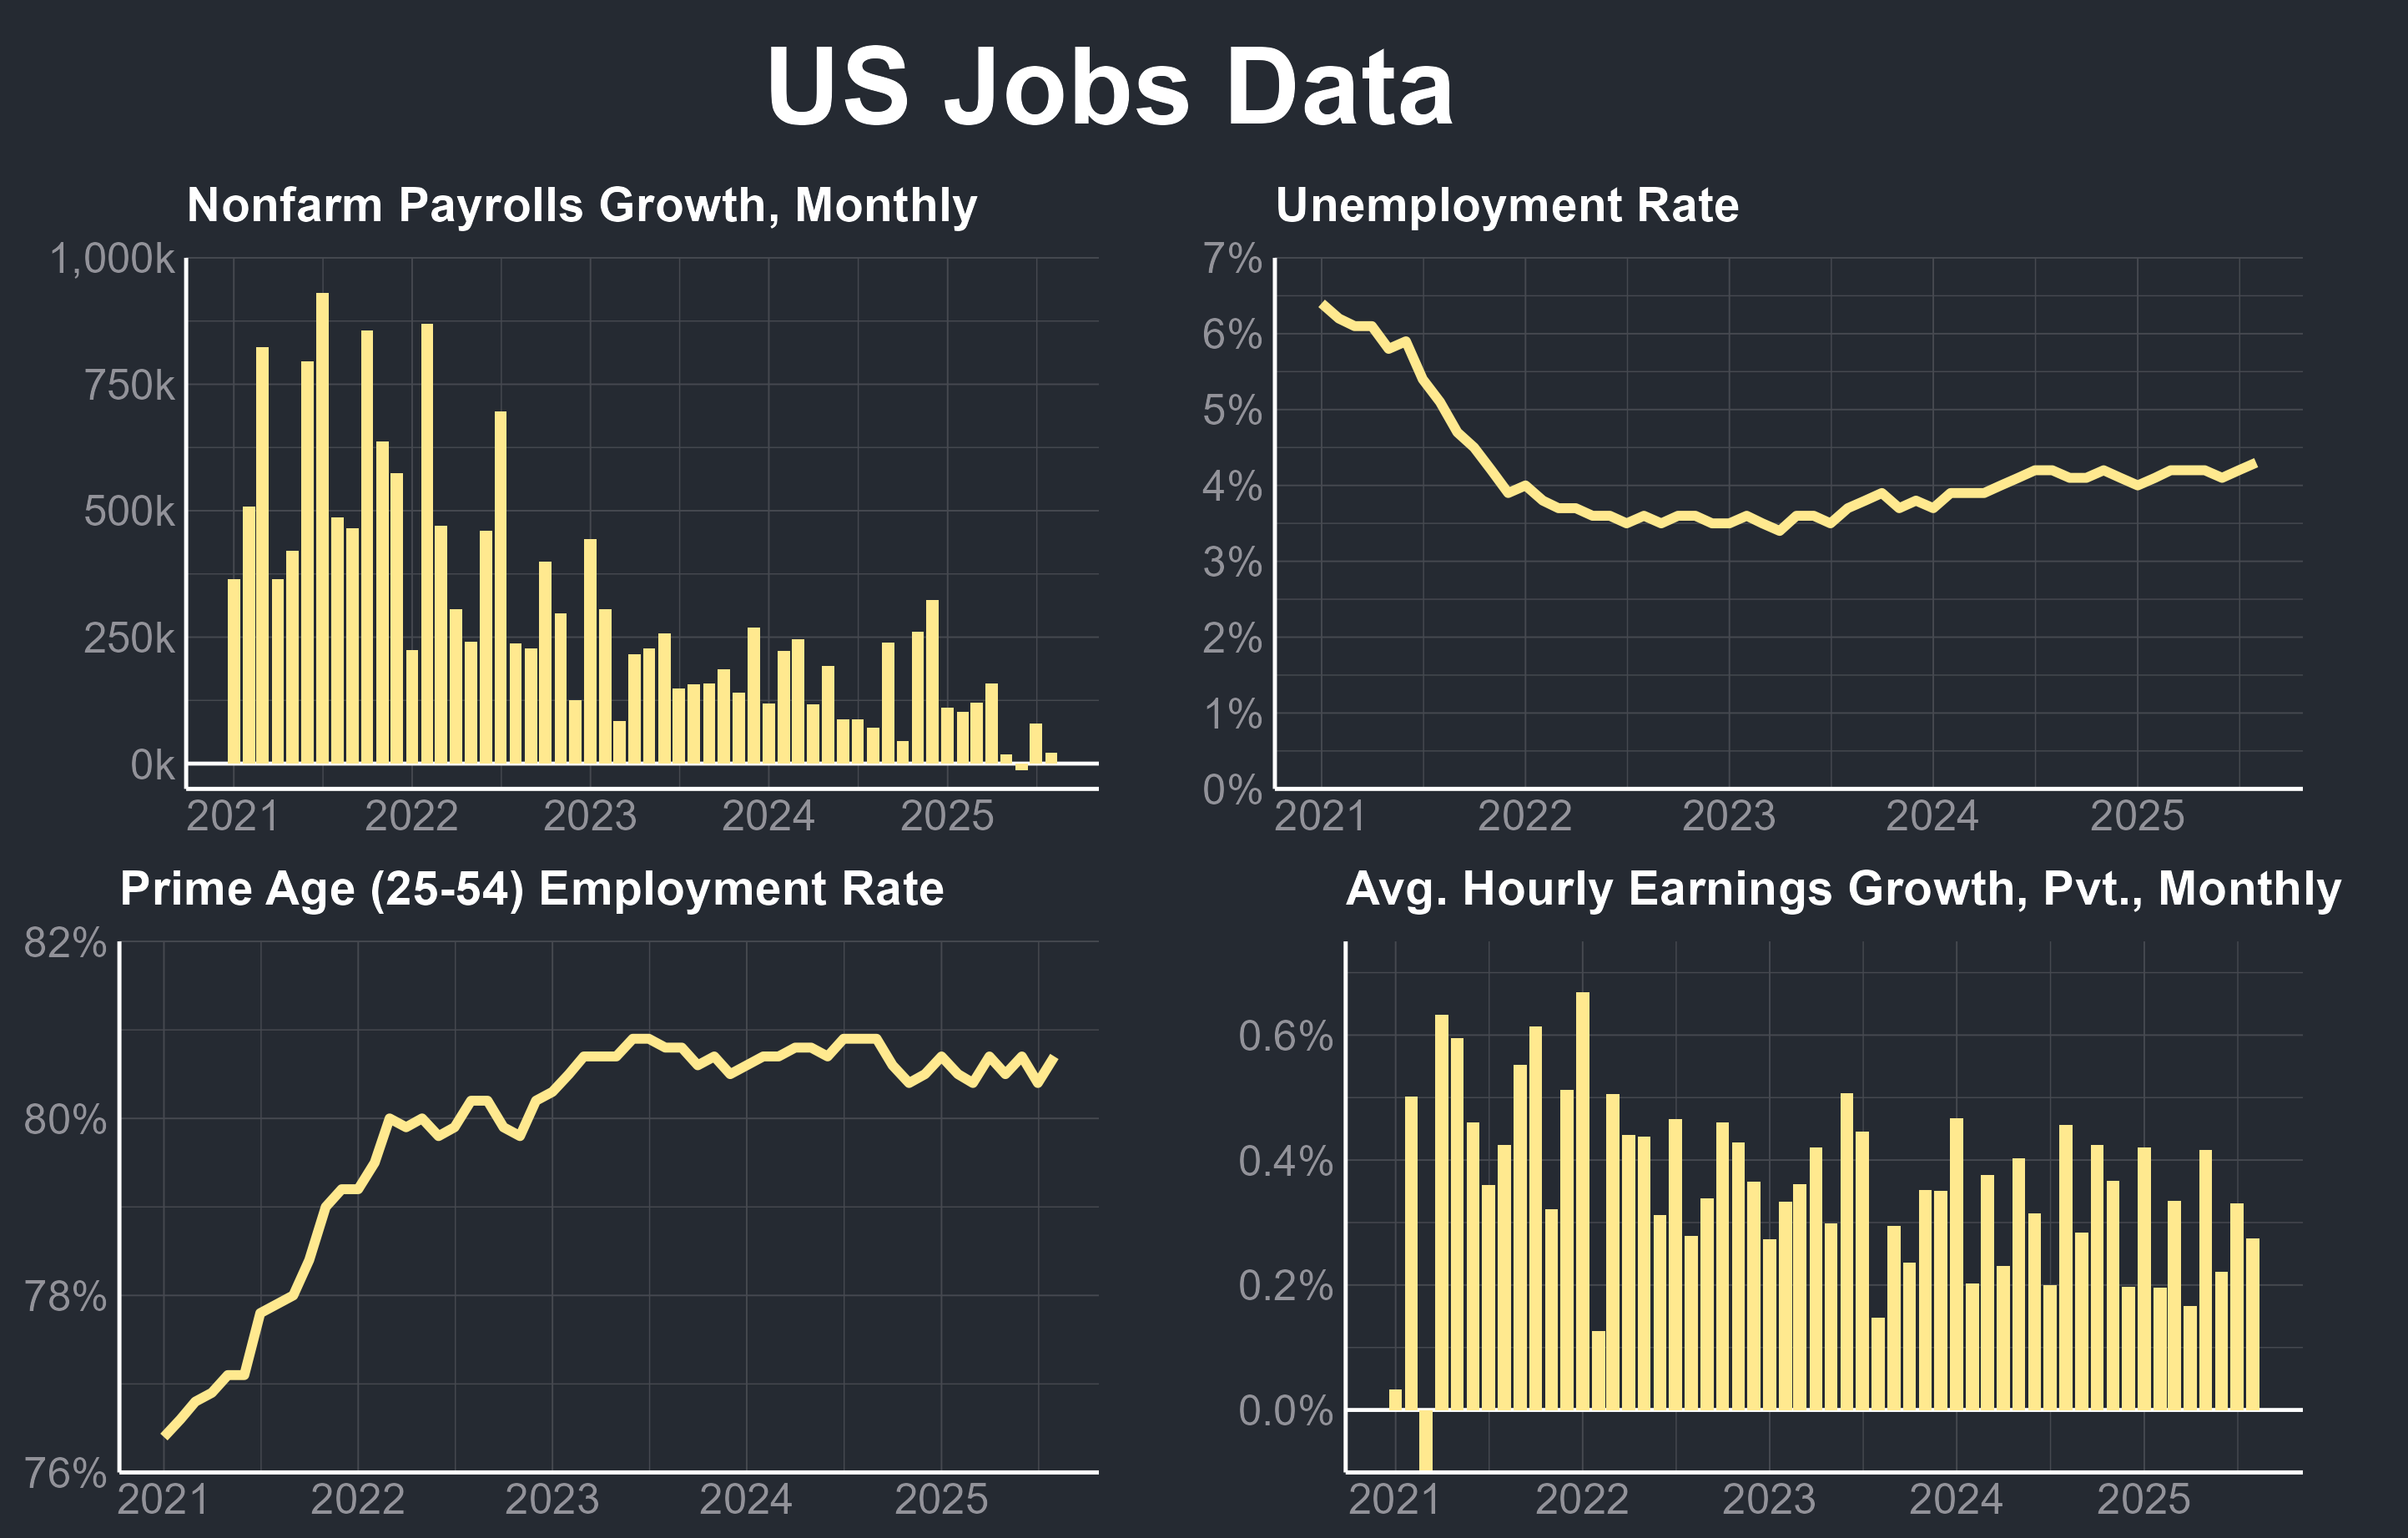 US Jobs Data
Nonfarm Payrolls Growth, Monthly
1,000k
750k
500k
250k
0k
2021 2022 2023 2024 2025
Unemployment Rate
7%
6%
5%
4%
3%
2%
1%
0%
2021 2022 2023 2024 2025
Prime Age (25-54) Employment Rate
82%
80%
78%
76%
2021 2022 2023 2024 2025
Avg. Hourly Earnings Growth, Pvt., Monthly
0.6%
0.4%
0.2%
0.0%
2021 2022 2023 2024 2025